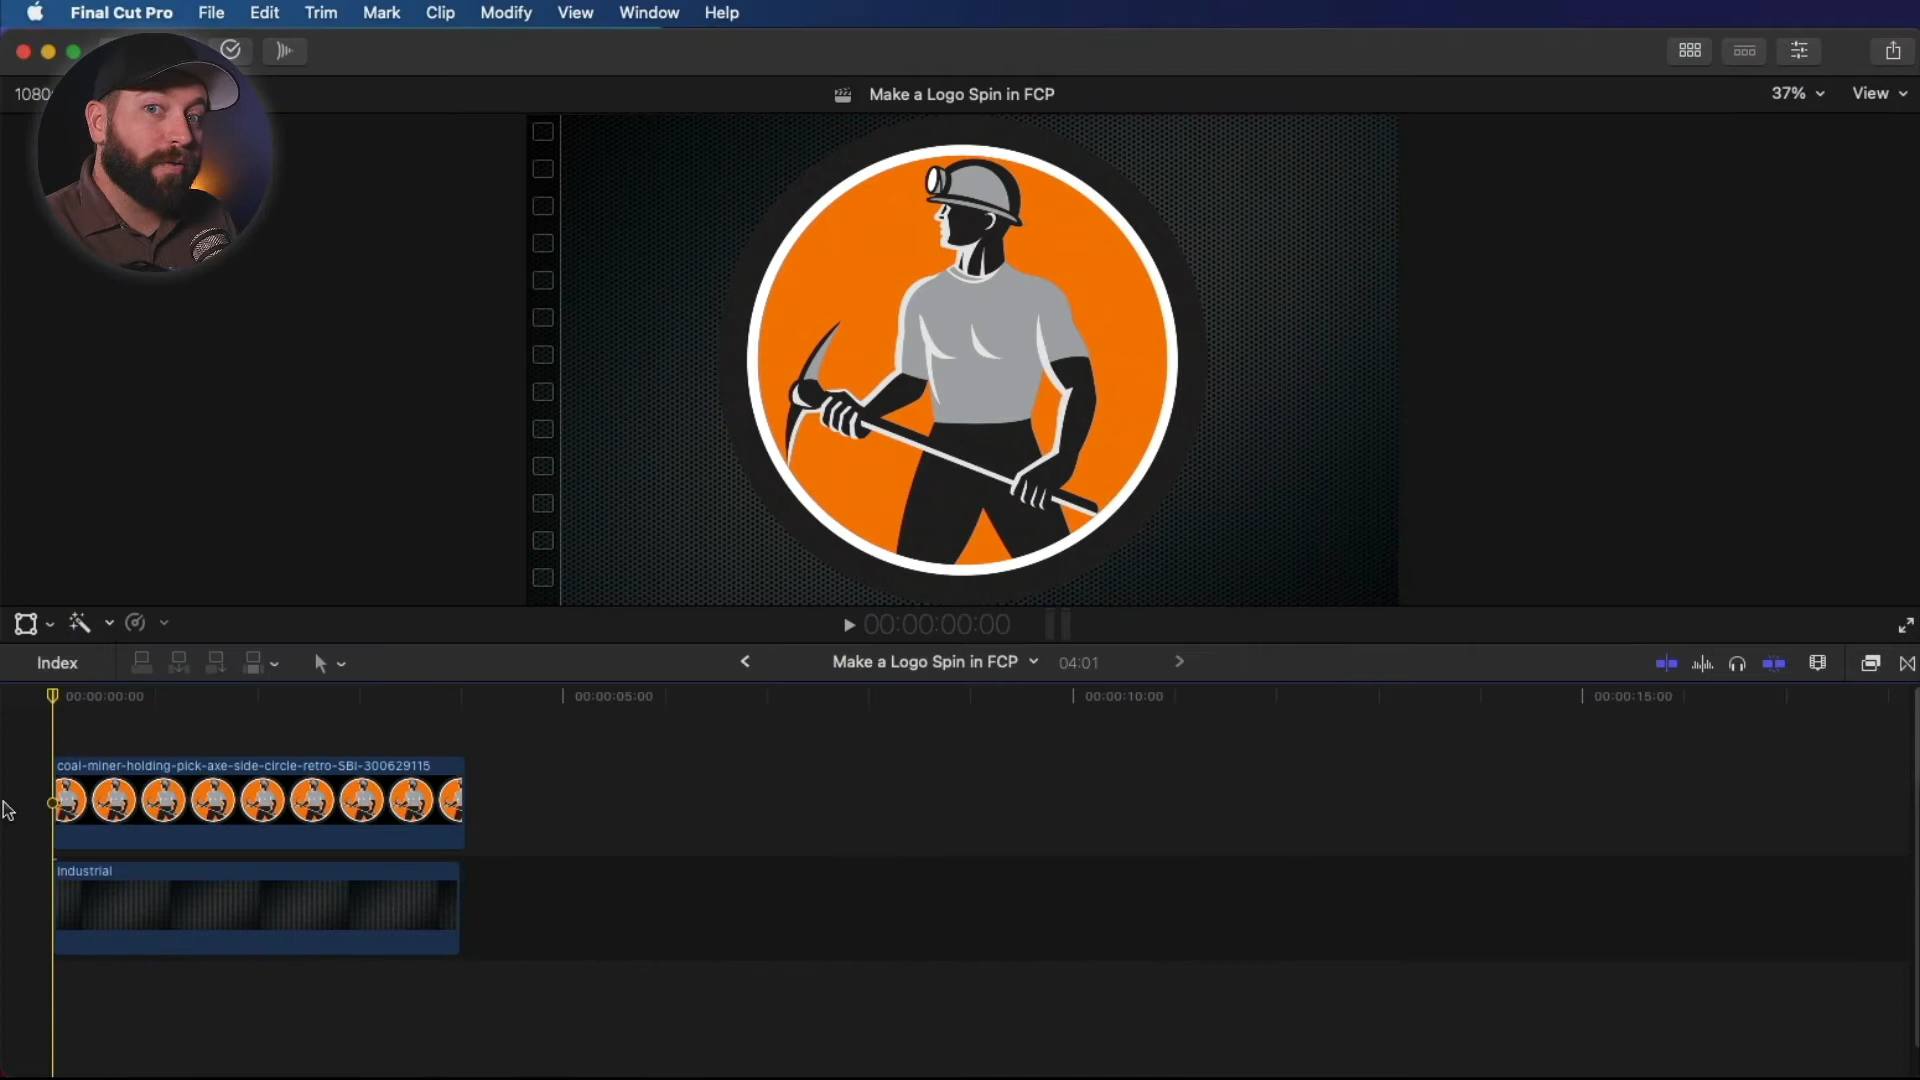 Final Cut Pro File Edit Trim Mark Clip Modify View Window Help
1080 Make a Logo Spin in FCP 37% View
00:00:00:00
Index Make a Logo Spin in FCP 04:01
00:00:00:00 00:00:05:00 00:00:10:00 00:00:15:00
coal-miner-holding-pick-axe-side-circle-retro-SBI-300629115
Industrial